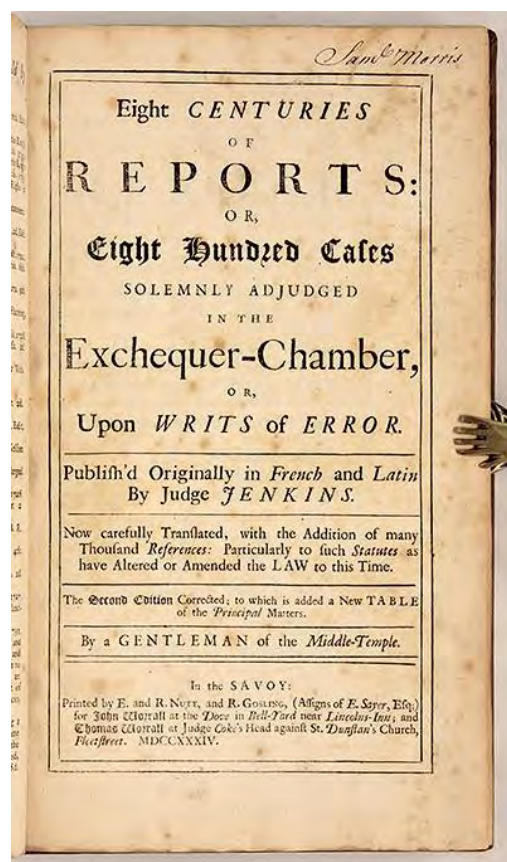 Sam.l Morris
Eight CENTURIES
OF
REPORTS:
OR,
Eight Hundred Caſes
SOLEMNLY ADJUDGED
IN THE
Exchequer-Chamber,
OR,
Upon WRITS of ERROR.
Publiſh'd Originally in French and Latin
By Judge JENKINS.
Now carefully Tranſlated, with the Addition of many
Thouſand References: Particularly to ſuch Statutes as
have Altered or Amended the LAW to this Time.
The Second Edition Corrected; to which is added a New TABLE
of the Principal Matters.
By a GENTLEMAN of the Middle-Temple.
In the SAVOY:
Printed by E. and R. NUTT, and R. GOSLING, (Aſſigns of E. Sayer, Eſq;)
for John Worrall at the Dove in Bell-Yard near Lincolns-Inn; and
Thomas Worrall at Judge Coke's Head againſt St. Dunſtan's Church,
Fleetſtreet. MDCCXXXIV.